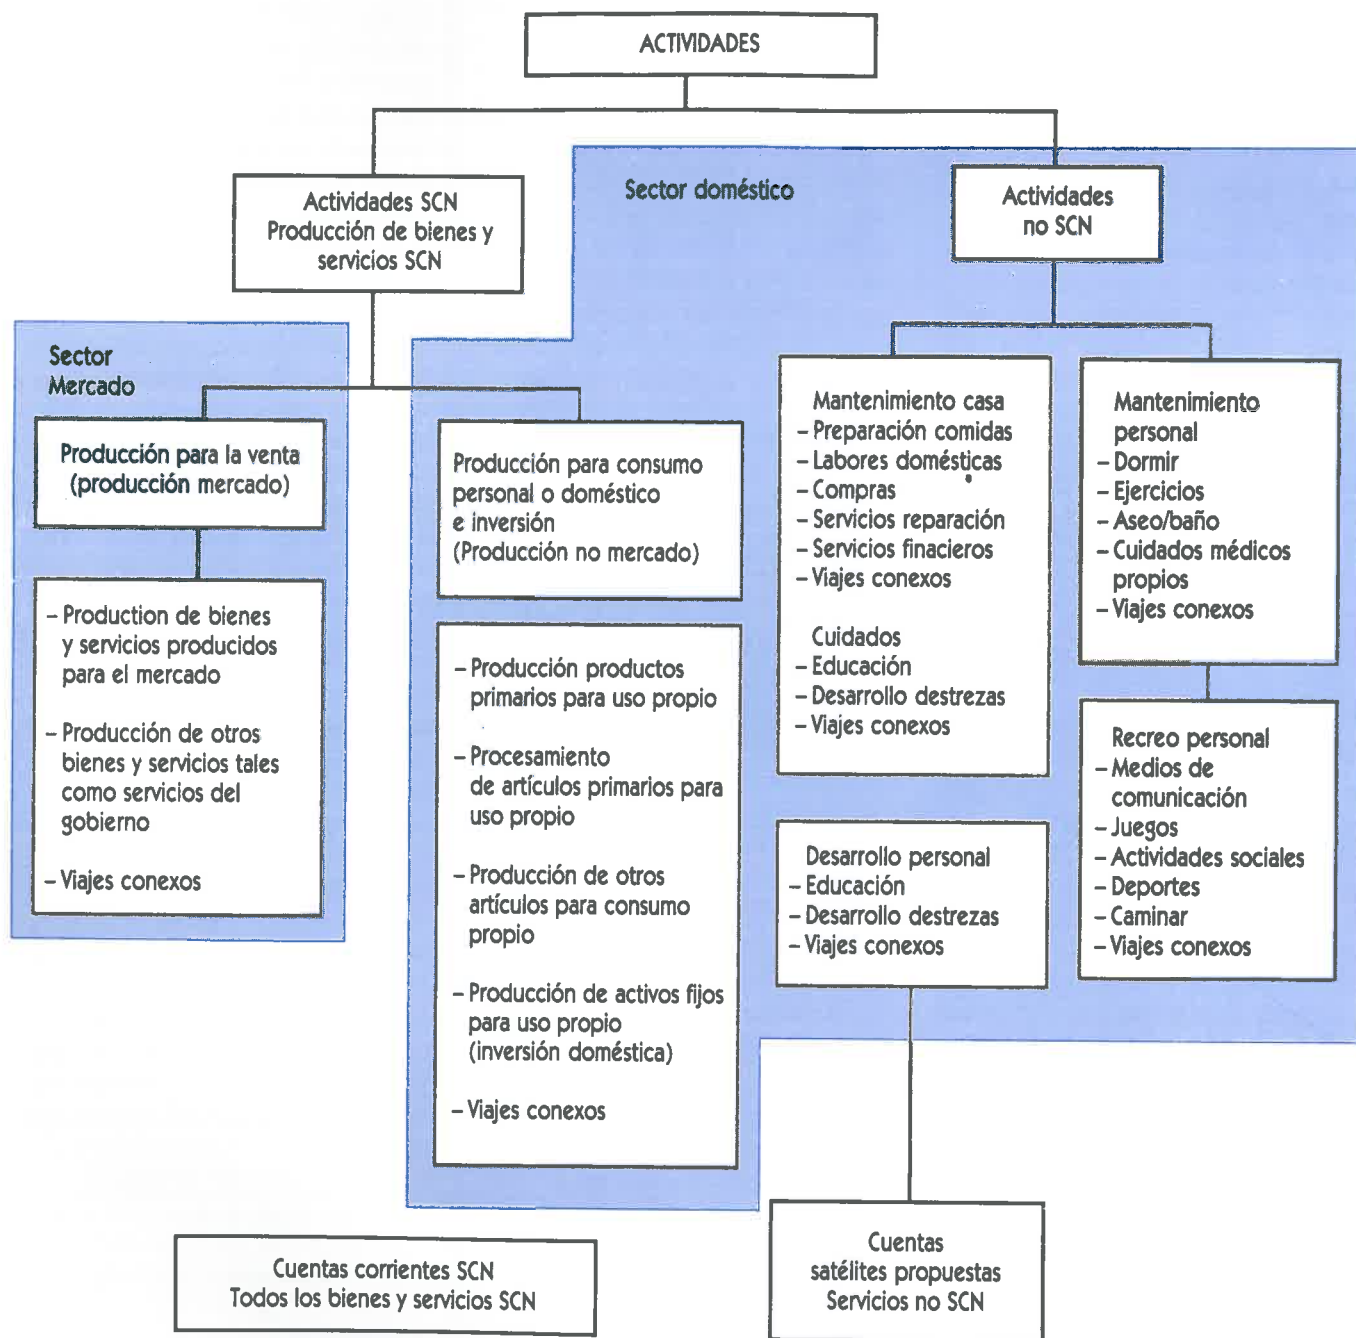 ACTIVIDADES
Actividades SCN
Producción de bienes y
servicios SCN
Sector doméstico
Actividades
no SCN
Sector
Mercado
Producción para la venta
(producción mercado)
– Production de bienes
y servicios producidos
para el mercado
– Producción de otros
bienes y servicios tales
como servicios del
gobierno
– Viajes conexos
Producción para consumo
personal o doméstico
e inversión
(Producción no mercado)
– Producción productos
primarios para uso propio
– Procesamiento
de artículos primarios para
uso propio
– Producción de otros
artículos para consumo
propio
– Producción de activos fijos
para uso propio
(inversión doméstica)
– Viajes conexos
Mantenimiento casa
– Preparación comidas
– Labores domésticas
– Compras
– Servicios reparación
– Servicios finacieros
– Viajes conexos
Cuidados
– Educación
– Desarrollo destrezas
– Viajes conexos
Desarrollo personal
– Educación
– Desarrollo destrezas
– Viajes conexos
Mantenimiento
personal
– Dormir
– Ejercicios
– Aseo/baño
– Cuidados médicos
propios
– Viajes conexos
Recreo personal
– Medios de
comunicación
– Juegos
– Actividades sociales
– Deportes
– Caminar
– Viajes conexos
Cuentas corrientes SCN
Todos los bienes y servicios SCN
Cuentas
satélites propuestas
Servicios no SCN